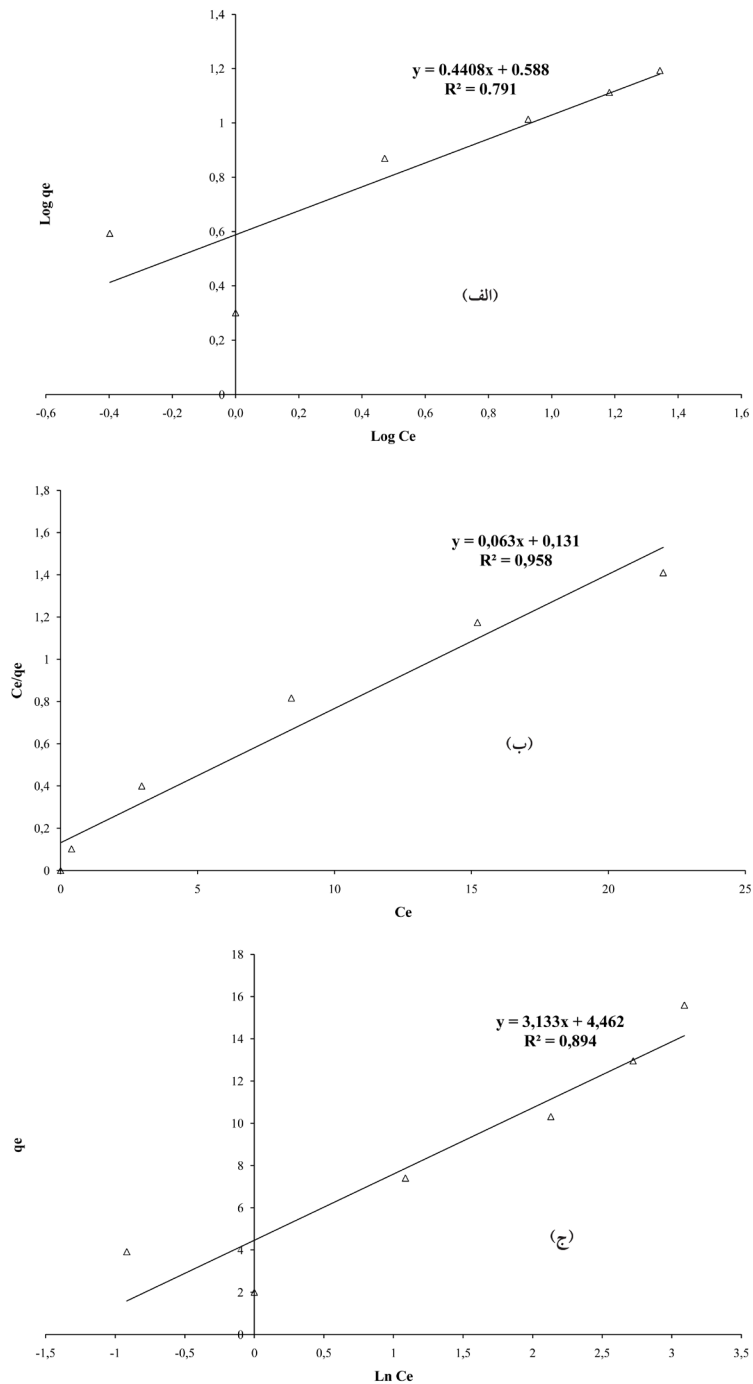 1,4
1,2
1
0,8
0,6
0,4
0,2
0
-0,6 -0,4 -0,2 0,0 0,2 0,4 0,6 0,8 1,0 1,2 1,4 1,6
Log qe
Log Ce
y = 0.4408x + 0.588
R² = 0.791
(الف)
1,8
1,6
1,4
1,2
1
0,8
0,6
0,4
0,2
0
0 5 10 15 20 25
Ce/qe
Ce
y = 0,063x + 0,131
R² = 0,958
(ب)
18
16
14
12
10
8
6
4
2
0
-1,5 -1 -0,5 0 0,5 1 1,5 2 2,5 3 3,5
qe
Ln Ce
y = 3,133x + 4,462
R² = 0,894
(ج)